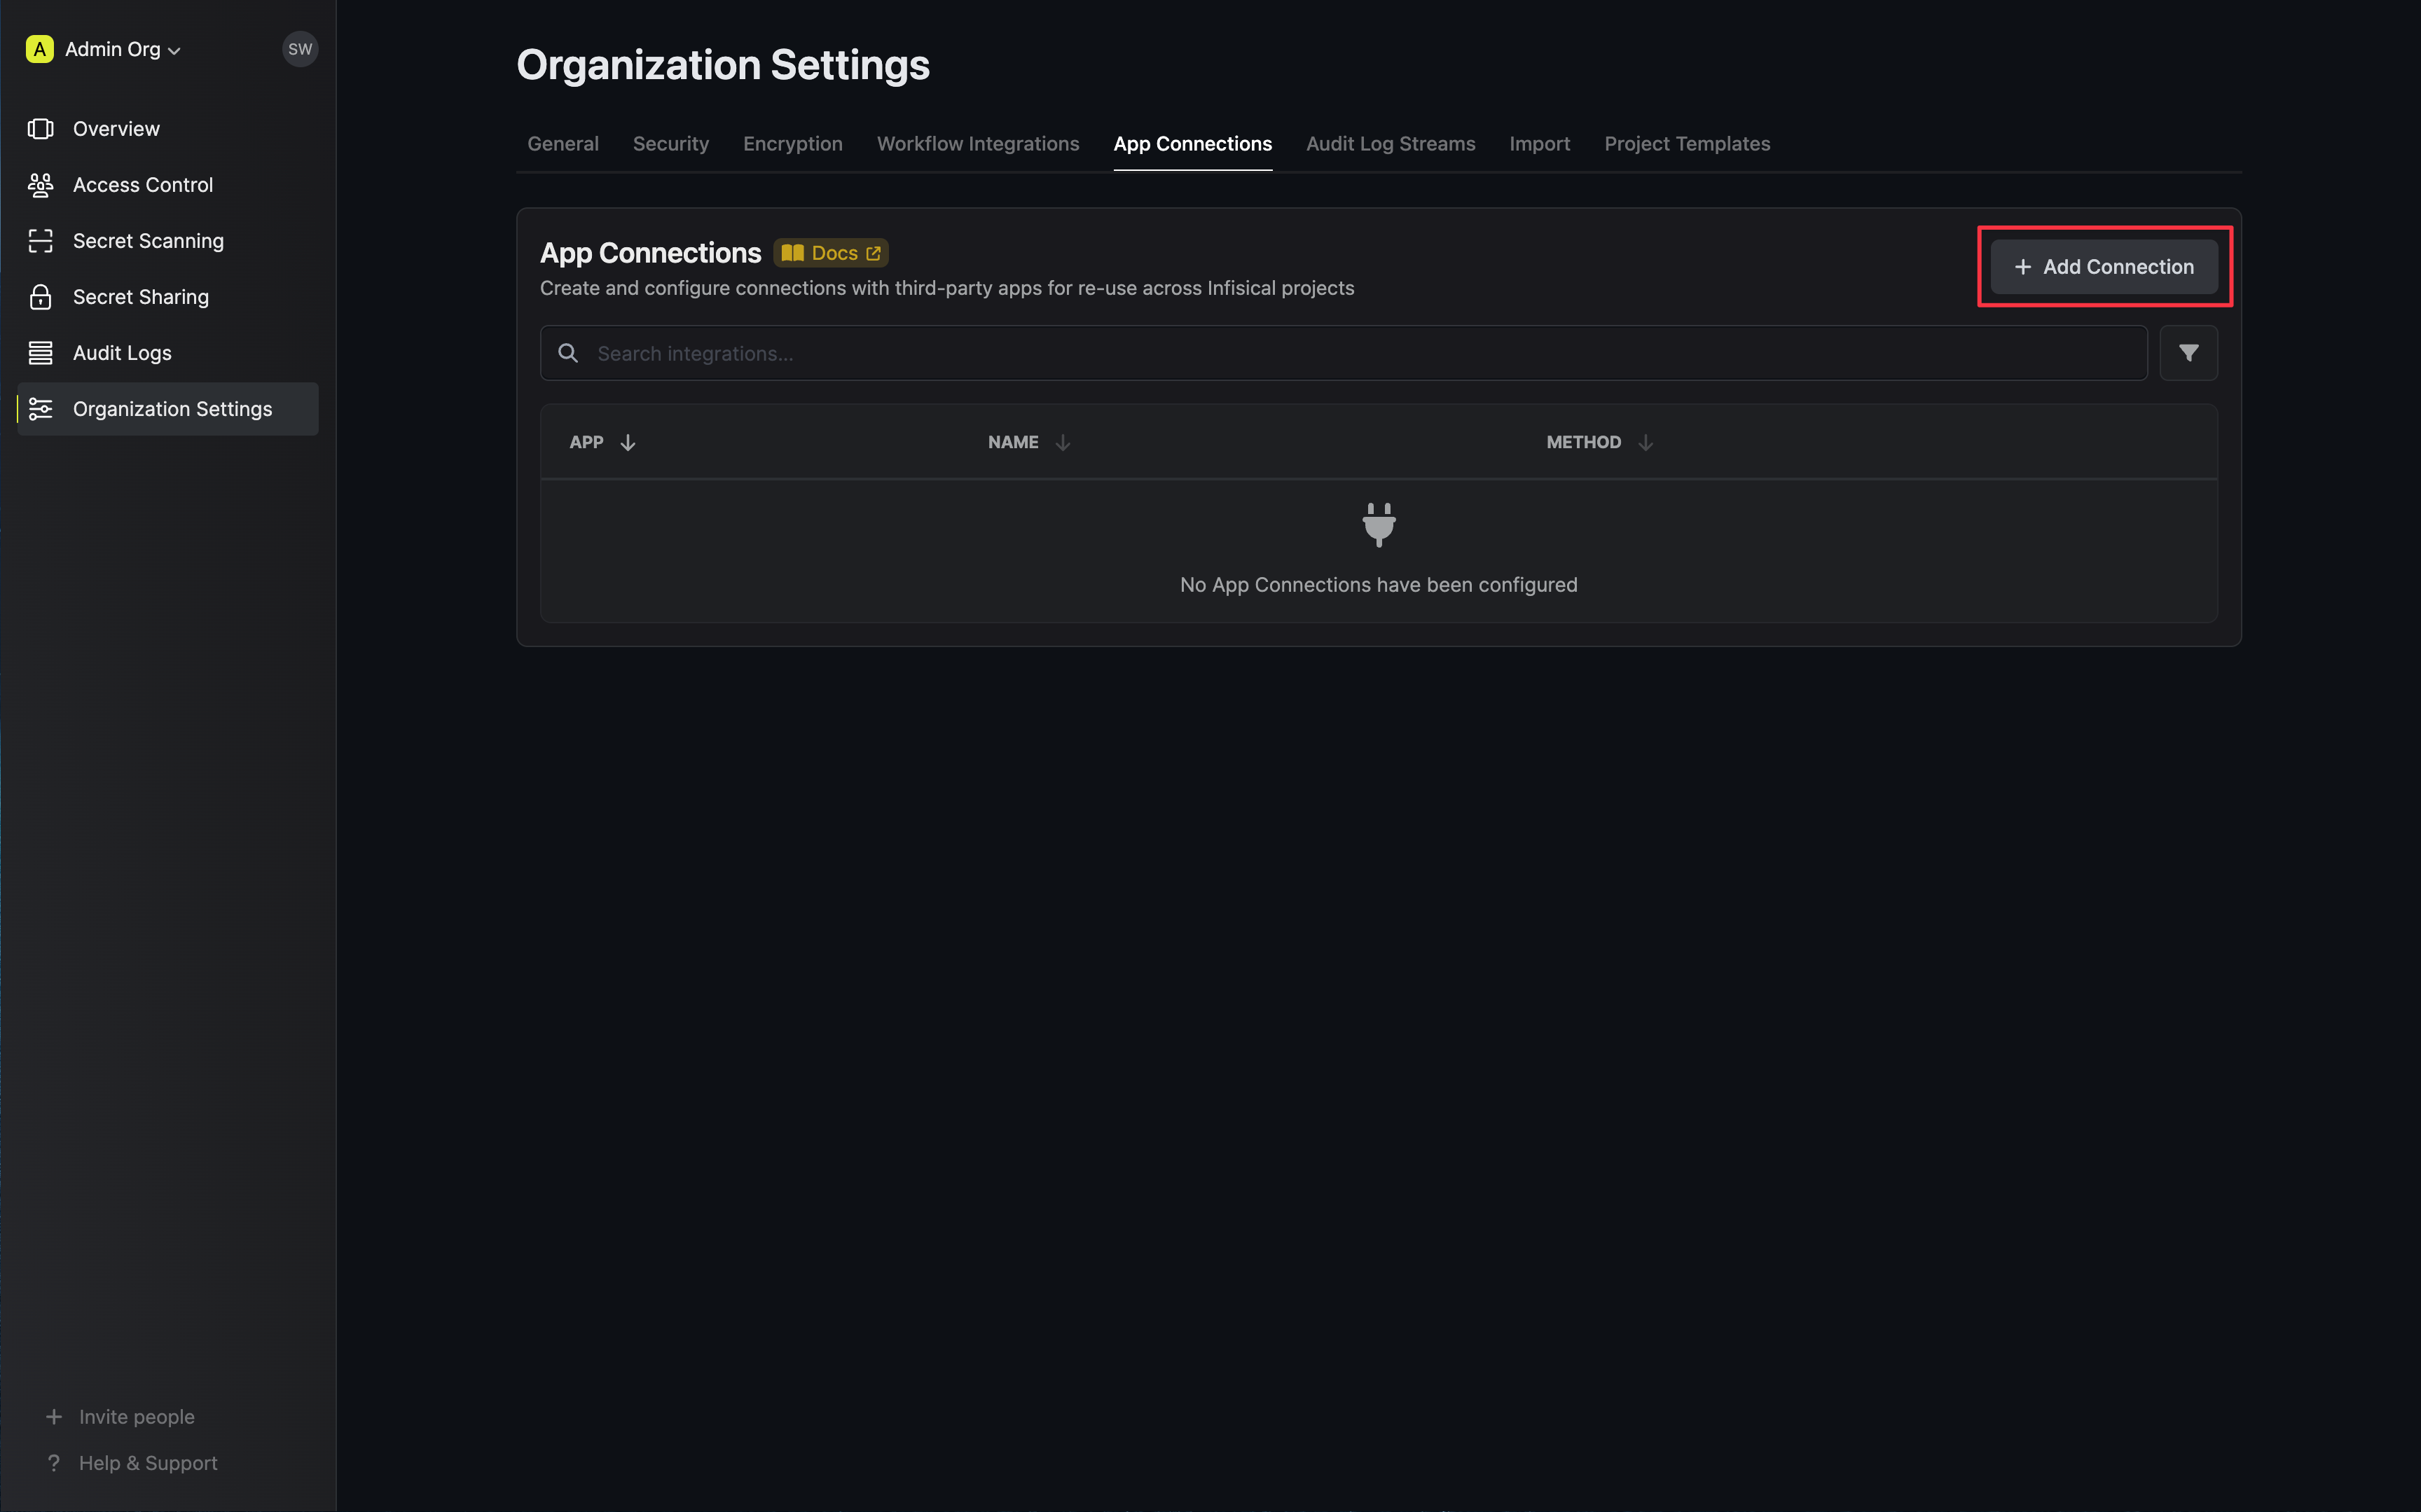 A Admin Org SW
Overview
Access Control
Secret Scanning
Secret Sharing
Audit Logs
Organization Settings
Invite people
? Help & Support
Organization Settings
General Security Encryption Workflow Integrations App Connections Audit Log Streams Import Project Templates
App Connections Docs
Create and configure connections with third-party apps for re-use across Infisical projects
+ Add Connection
Search integrations...
APP NAME METHOD
No App Connections have been configured